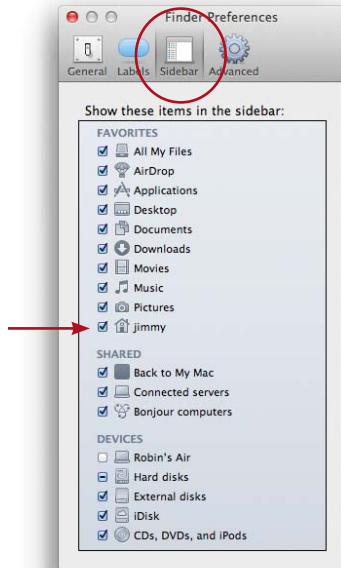 Finder Preferences
General Labels Sidebar Advanced
Show these items in the sidebar:
FAVORITES
All My Files
AirDrop
Applications
Desktop
Documents
Downloads
Movies
Music
Pictures
jimmy
SHARED
Back to My Mac
Connected servers
Bonjour computers
DEVICES
Robin's Air
Hard disks
External disks
iDisk
CDs, DVDs, and iPods